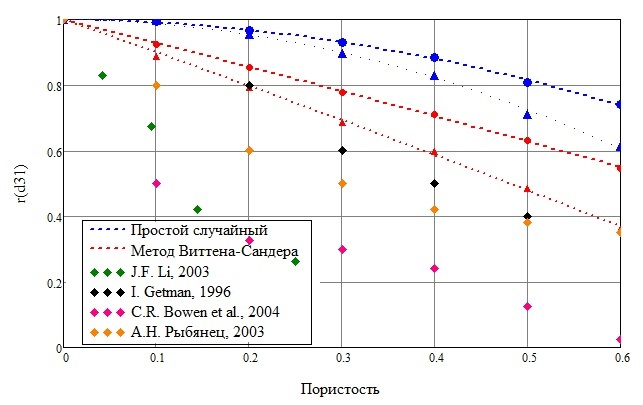 1
0.8
0.6
0.4
0.2
0
r(d31)
Простой случайный
Метод Виттена-Сандера
J.F. Li, 2003
I. Getman, 1996
C.R. Bowen et al., 2004
А.Н. Рыбянец, 2003
0 0.1 0.2 0.3 0.4 0.5 0.6
Пористость